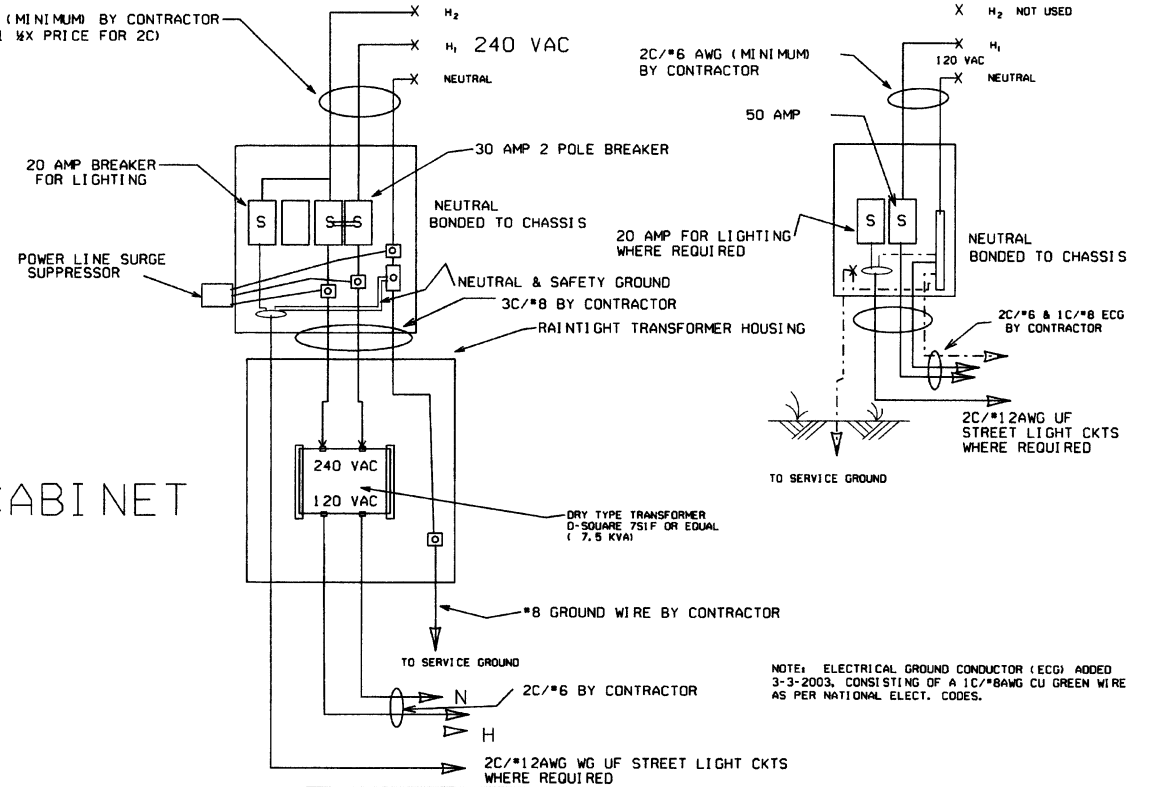 (MINIMUM) BY CONTRACTOR
½X PRICE FOR 2C)
H₂
H₁ 240 VAC
NEUTRAL
20 AMP BREAKER
FOR LIGHTING
30 AMP 2 POLE BREAKER
S
S
S
NEUTRAL
BONDED TO CHASSIS
POWER LINE SURGE
SUPPRESSOR
NEUTRAL & SAFETY GROUND
3C/#8 BY CONTRACTOR
RAINTIGHT TRANSFORMER HOUSING
240 VAC
120 VAC
CABINET
DRY TYPE TRANSFORMER
D-SQUARE 7S1F OR EQUAL
( 7.5 KVA)
#8 GROUND WIRE BY CONTRACTOR
TO SERVICE GROUND
2C/#6 BY CONTRACTOR
N
H
2C/#12AWG WG UF STREET LIGHT CKTS
WHERE REQUIRED
H₂ NOT USED
H₁
120 VAC
NEUTRAL
2C/#6 AWG (MINIMUM)
BY CONTRACTOR
50 AMP
S
S
20 AMP FOR LIGHTING
WHERE REQUIRED
NEUTRAL
BONDED TO CHASSIS
2C/#6 & 1C/#8 ECG
BY CONTRACTOR
2C/#12AWG UF
STREET LIGHT CKTS
WHERE REQUIRED
TO SERVICE GROUND
NOTE: ELECTRICAL GROUND CONDUCTOR (ECG) ADDED
3-3-2003, CONSISTING OF A 1C/#8AWG CU GREEN WIRE
AS PER NATIONAL ELECT. CODES.